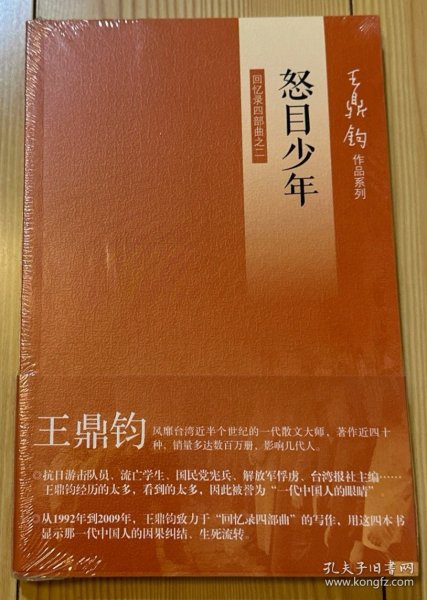 王鼎钧
作品系列
怒目少年
回忆录四部曲之二
王鼎钧
风靡台湾近半个世纪的一代散文大师，著作近四十
种，销量多达数百万册，影响几代人。
◎抗日游击队员、流亡学生、国民党宪兵、解放军俘虏、台湾报社主编……
王鼎钧经历的太多，看到的太多，因此被誉为“一代中国人的眼睛”
◎从1992年到2009年，王鼎钧致力于“回忆录四部曲”的写作，用这四本书
显示那一代中国人的因果纠结、生死流转。
孔夫子旧书网
www.kongfz.com